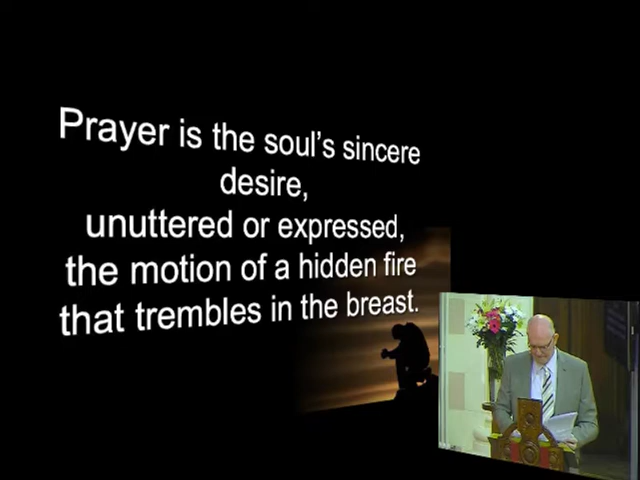 Prayer is the soul’s sincere
desire,
unuttered or expressed,
the motion of a hidden fire
that trembles in the breast.